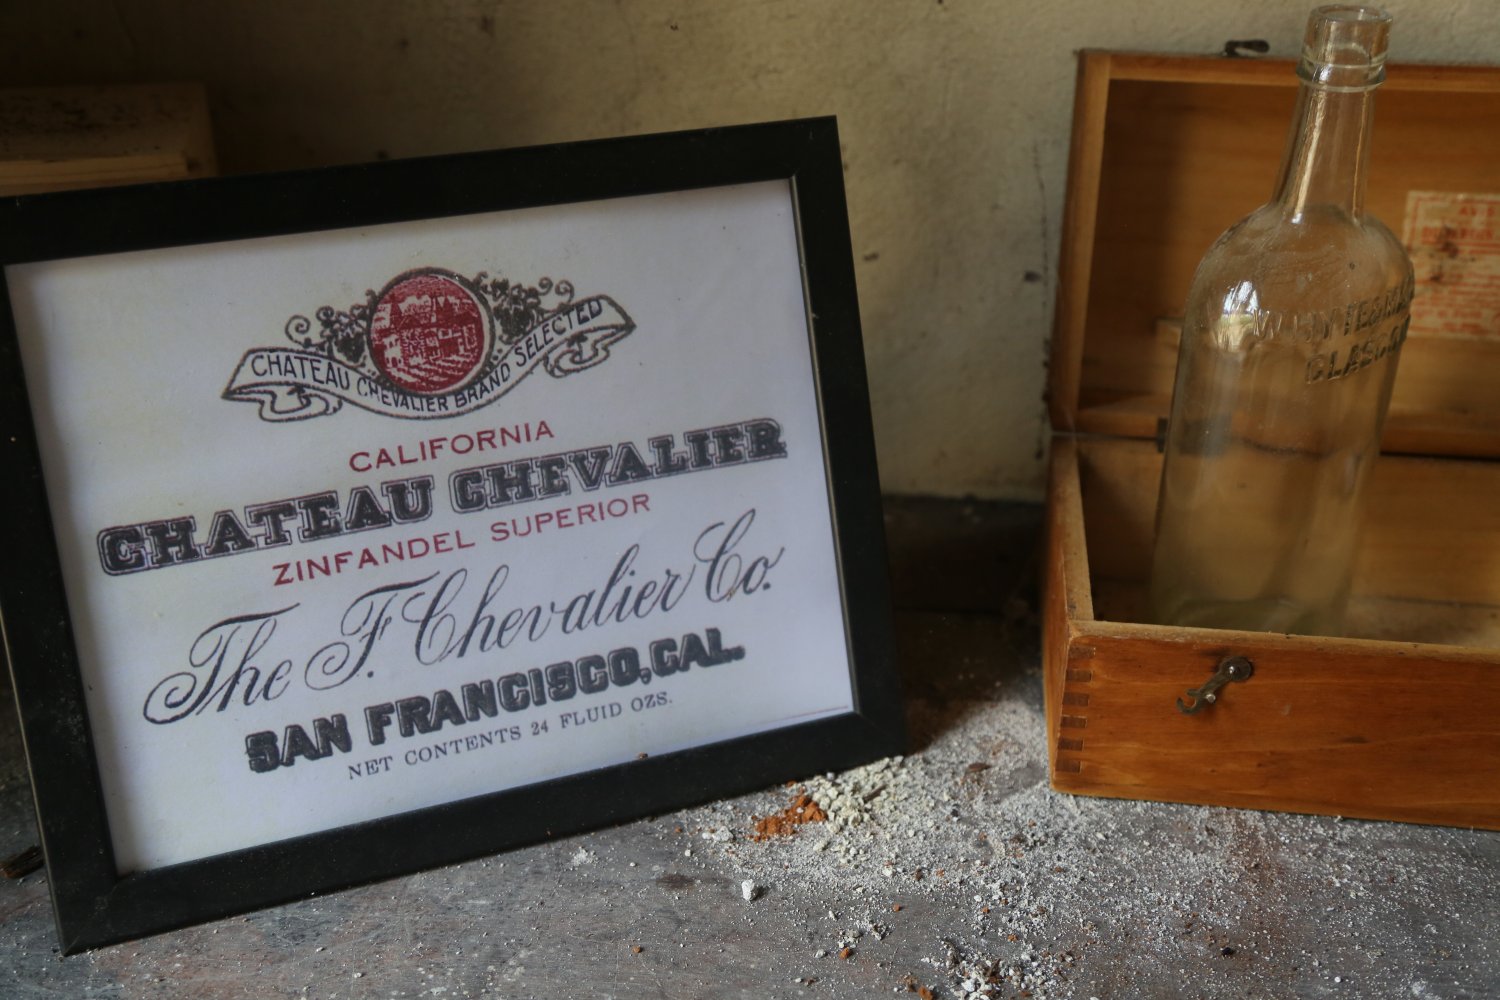 CHATEAU CHEVALIER BRAND SELECTED
CALIFORNIA
CHATEAU CHEVALIER
ZINFANDEL SUPERIOR
The F. Chevalier Co.
SAN FRANCISCO, CAL.
NET CONTENTS 24 FLUID OZS.